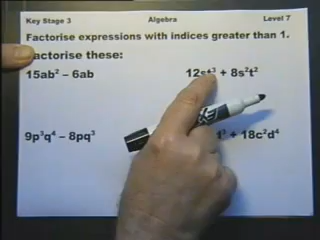 Key Stage 3 Algebra Level 7
Factorise expressions with indices greater than 1.
actorise these:
15ab² – 6ab 12st³ + 8s²t²
9p³q⁴ – 8pq³ t³ + 18c²d⁴